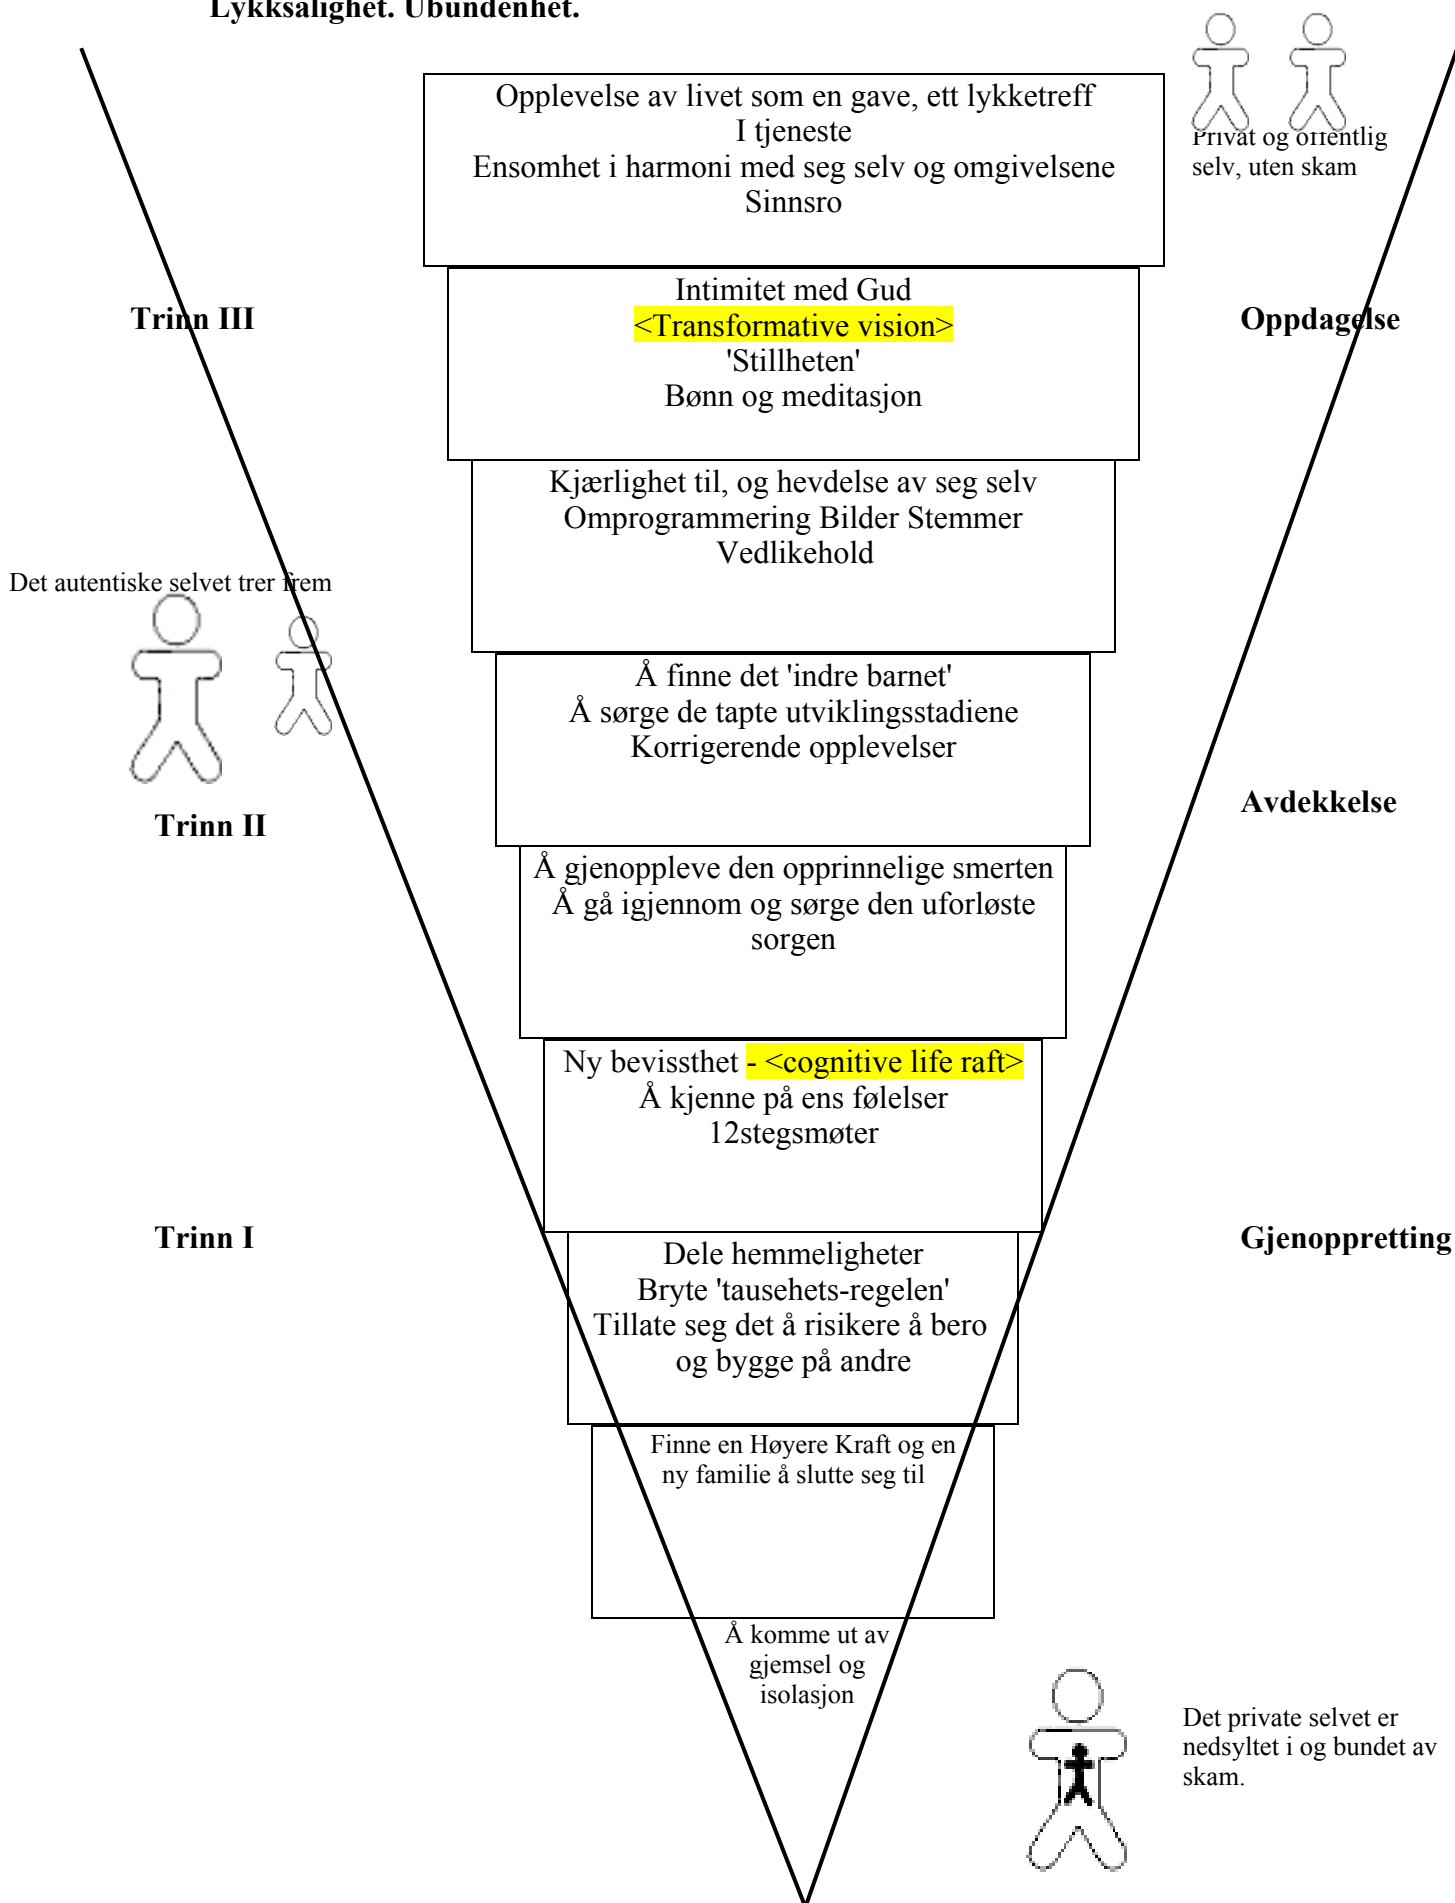 Lykksalighet. Ubundenhet.
Opplevelse av livet som en gave, ett lykketreff
I tjeneste
Ensomhet i harmoni med seg selv og omgivelsene
Sinnsro
Privat og offentlig
selv, uten skam
Trinn III
Intimitet med Gud
<Transformative vision>
'Stillheten'
Bønn og meditasjon
Oppdagelse
Kjærlighet til, og hevdelse av seg selv
Omprogrammering Bilder Stemmer
Vedlikehold
Det autentiske selvet trer frem
Å finne det 'indre barnet'
Å sørge de tapte utviklingsstadiene
Korrigerende opplevelser
Trinn II
Avdekkelse
Å gjenoppleve den opprinnelige smerten
Å gå igjennom og sørge den uforløste
sorgen
Ny bevissthet - <cognitive life raft>
Å kjenne på ens følelser
12stegsmøter
Trinn I
Gjenoppretting
Dele hemmeligheter
Bryte 'tausehets-regelen'
Tillate seg det å risikere å bero
og bygge på andre
Finne en Høyere Kraft og en
ny familie å slutte seg til
Å komme ut av
gjemsel og
isolasjon
Det private selvet er
nedsyltet i og bundet av
skam.